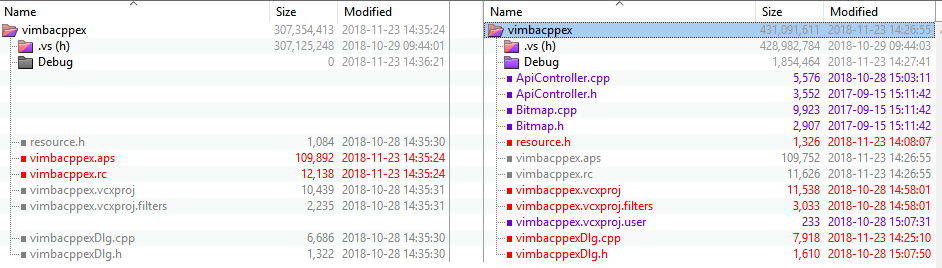 Name Size Modified
vimbacppex 307,354,413 2018-11-23 14:35:24
.vs (h) 307,125,248 2018-10-29 09:44:01
Debug 0 2018-11-23 14:36:21
resource.h 1,084 2018-10-28 14:35:30
vimbacppex.aps 109,892 2018-11-23 14:35:24
vimbacppex.rc 12,138 2018-11-23 14:35:24
vimbacppex.vcxproj 10,439 2018-10-28 14:35:31
vimbacppex.vcxproj.filters 2,235 2018-10-28 14:35:31
vimbacppexDlg.cpp 6,686 2018-10-28 14:35:30
vimbacppexDlg.h 1,322 2018-10-28 14:35:30
Name Size Modified
vimbacppex 431,091,611 2018-11-23 14:26:55
.vs (h) 428,982,784 2018-10-29 09:44:03
Debug 1,854,464 2018-11-23 14:27:41
ApiController.cpp 5,576 2018-10-28 15:03:11
ApiController.h 3,552 2017-09-15 15:11:42
Bitmap.cpp 9,923 2017-09-15 15:11:42
Bitmap.h 2,907 2017-09-15 15:11:42
resource.h 1,326 2018-11-23 14:08:07
vimbacppex.aps 109,752 2018-11-23 14:26:55
vimbacppex.rc 11,626 2018-11-23 14:26:55
vimbacppex.vcxproj 11,538 2018-10-28 14:58:01
vimbacppex.vcxproj.filters 3,033 2018-10-28 14:58:01
vimbacppex.vcxproj.user 233 2018-10-28 15:07:31
vimbacppexDlg.cpp 7,918 2018-11-23 14:25:10
vimbacppexDlg.h 1,610 2018-10-28 15:07:50